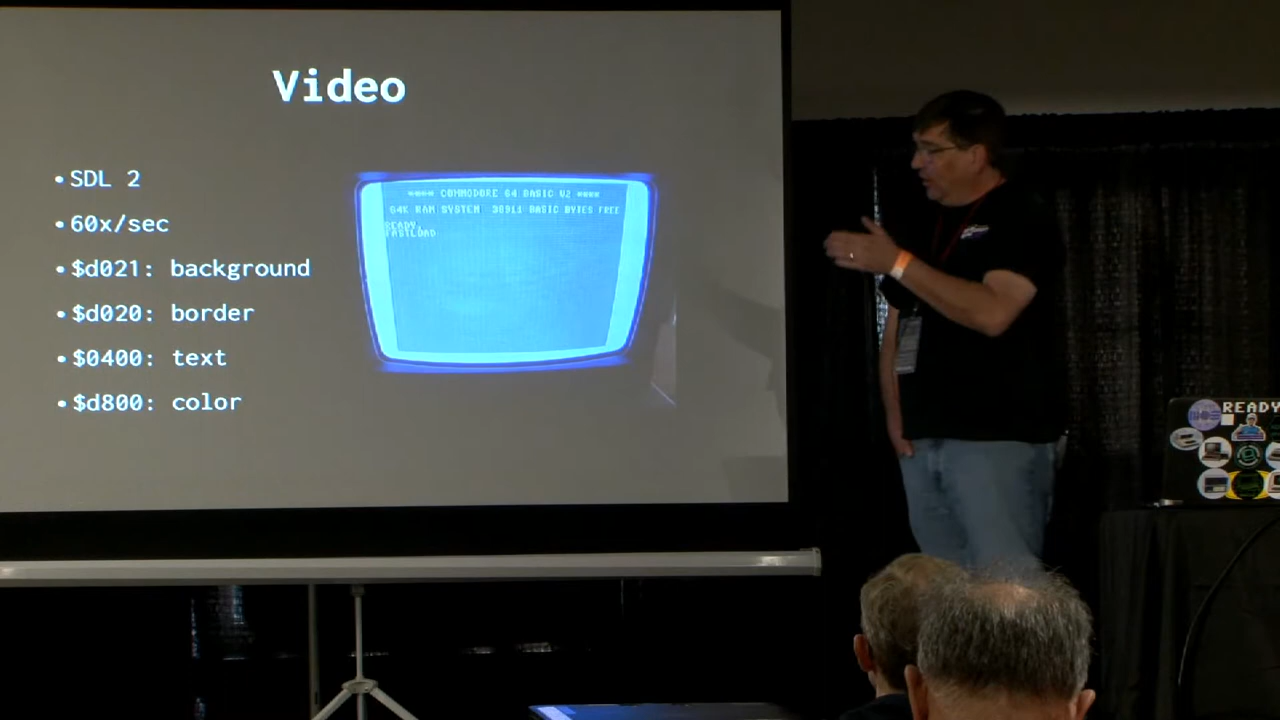 Video
• SDL 2
• 60x/sec
• $d021: background
• $d020: border
• $0400: text
• $d800: color
**** COMMODORE 64 BASIC V2 ****
64K RAM SYSTEM 38911 BASIC BYTES FREE
READY.
FASTLOAD
READY